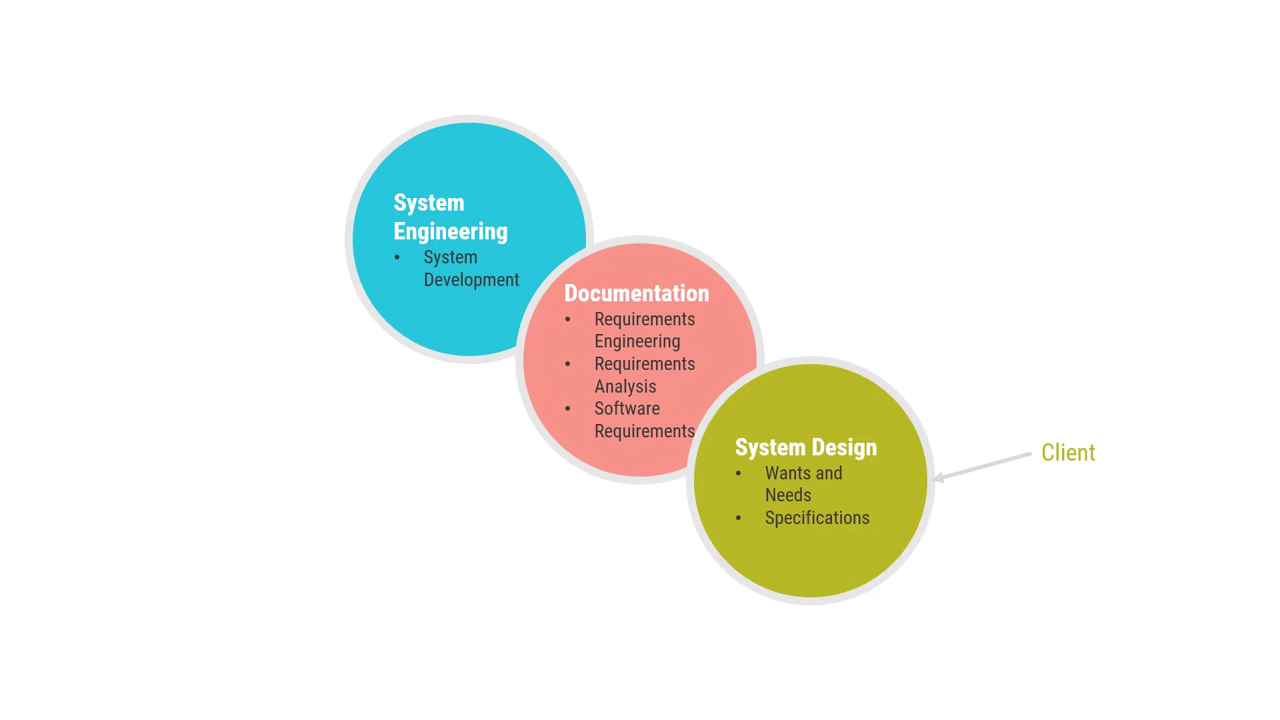 System
Engineering
• System
Development
Documentation
• Requirements
Engineering
• Requirements
Analysis
• Software
Requirements
System Design
• Wants and
Needs
• Specifications
Client